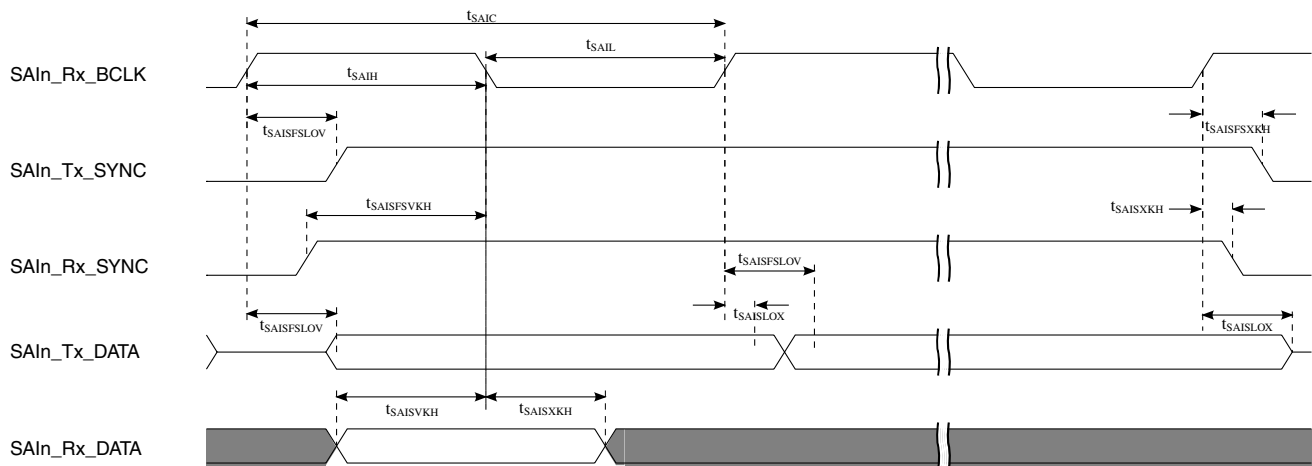 tSAIC
tSAIL
SAIn_Rx_BCLK
tSAIH
tSAISFSLOV
tSAISFSXKH
SAIn_Tx_SYNC
tSAISFSVKH
tSAISXKH
SAIn_Rx_SYNC
tSAISFSLOV
tSAISFSLOV
tSAISLOX
tSAISLOX
SAIn_Tx_DATA
tSAISVKH
tSAISXKH
SAIn_Rx_DATA